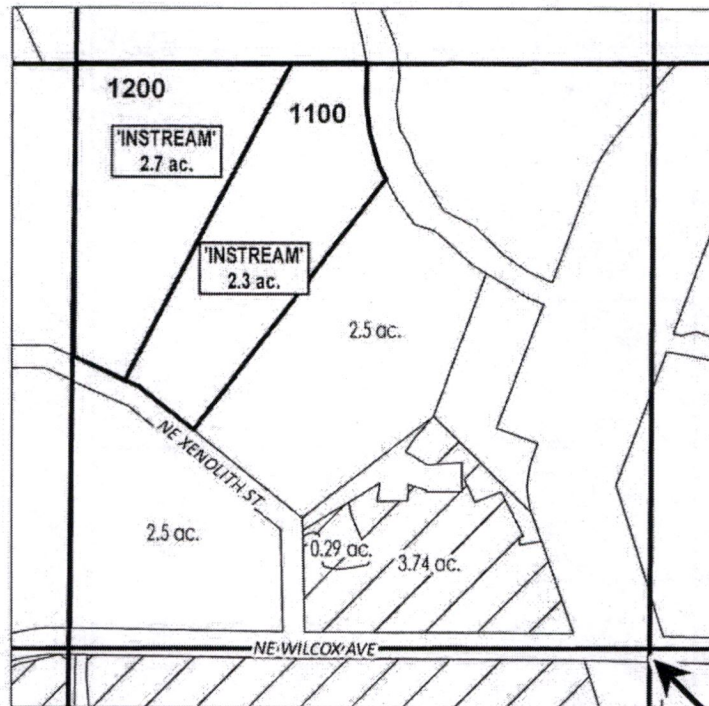 1200
1100
'INSTREAM'
2.7 ac.
'INSTREAM'
2.3 ac.
2.5 ac.
NE XENOLITH ST.
2.5 ac.
0.29 ac.
3.74 ac.
NE WILCOX AVE